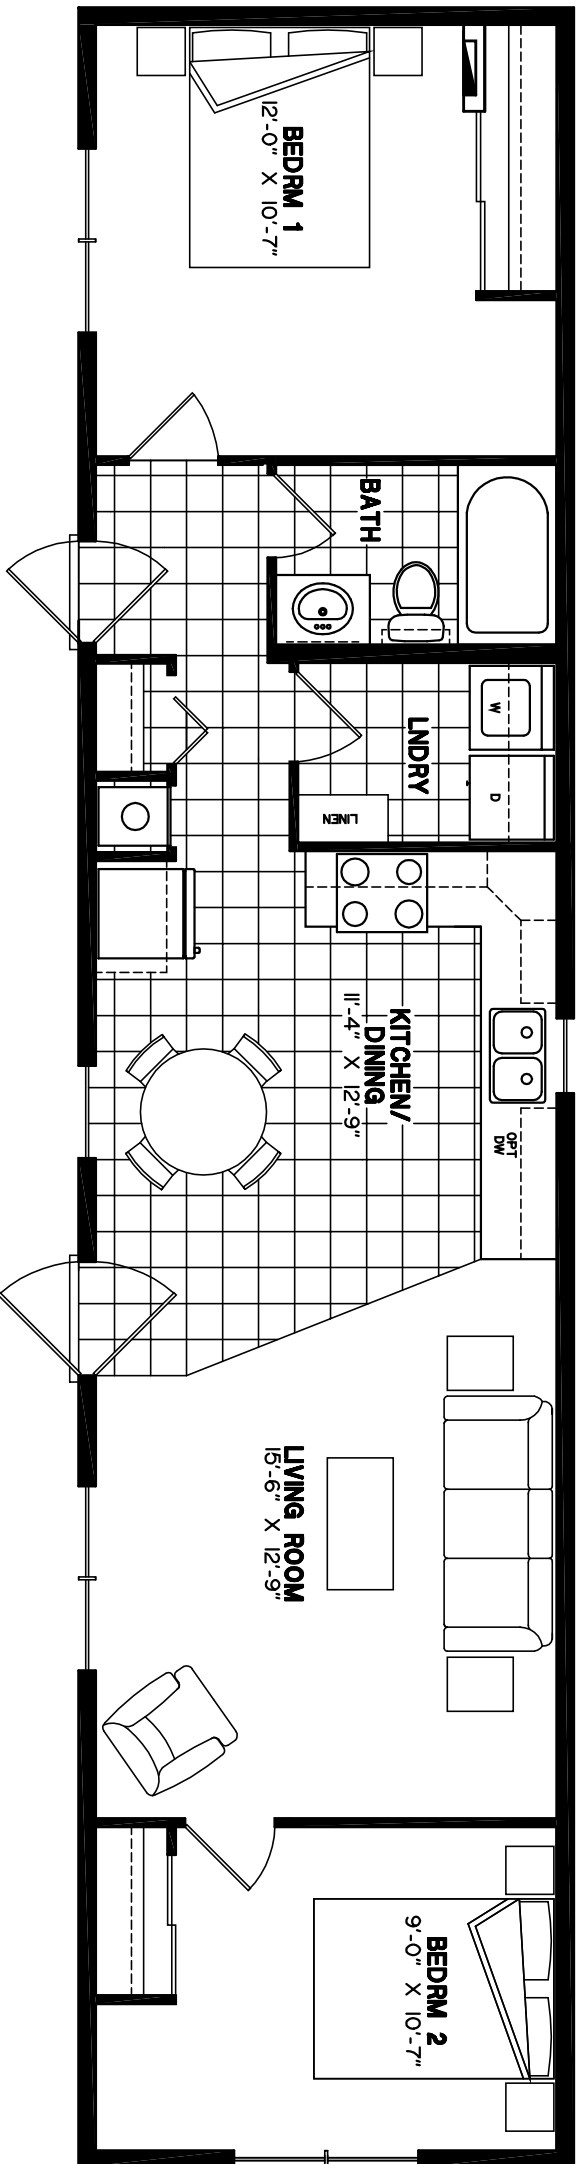 BEDRM 1
12'-0" X 10'-7"
BATH
W
D
LNDRY
LINEN
KITCHEN/
DINING
11'-4" X 12'-9"
OPT
DW
LIVING ROOM
15'-6" X 12'-9"
BEDRM 2
9'-0" X 10'-7"